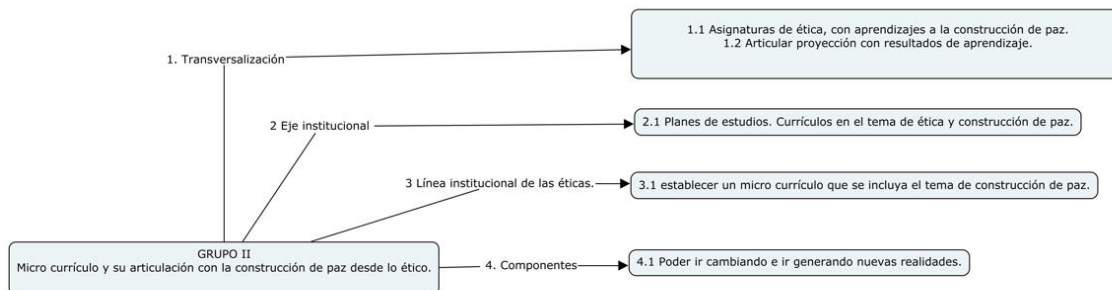 1.1 Asignaturas de ética, con aprendizajes a la construcción de paz.
1.2 Articular proyección con resultados de aprendizaje.
1. Transversalización
2 Eje institucional
2.1 Planes de estudios. Currículos en el tema de ética y construcción de paz.
3 Línea institucional de las éticas.
3.1 establecer un micro currículo que se incluya el tema de construcción de paz.
GRUPO II
Micro currículo y su articulación con la construcción de paz desde lo ético.
4. Componentes
4.1 Poder ir cambiando e ir generando nuevas realidades.